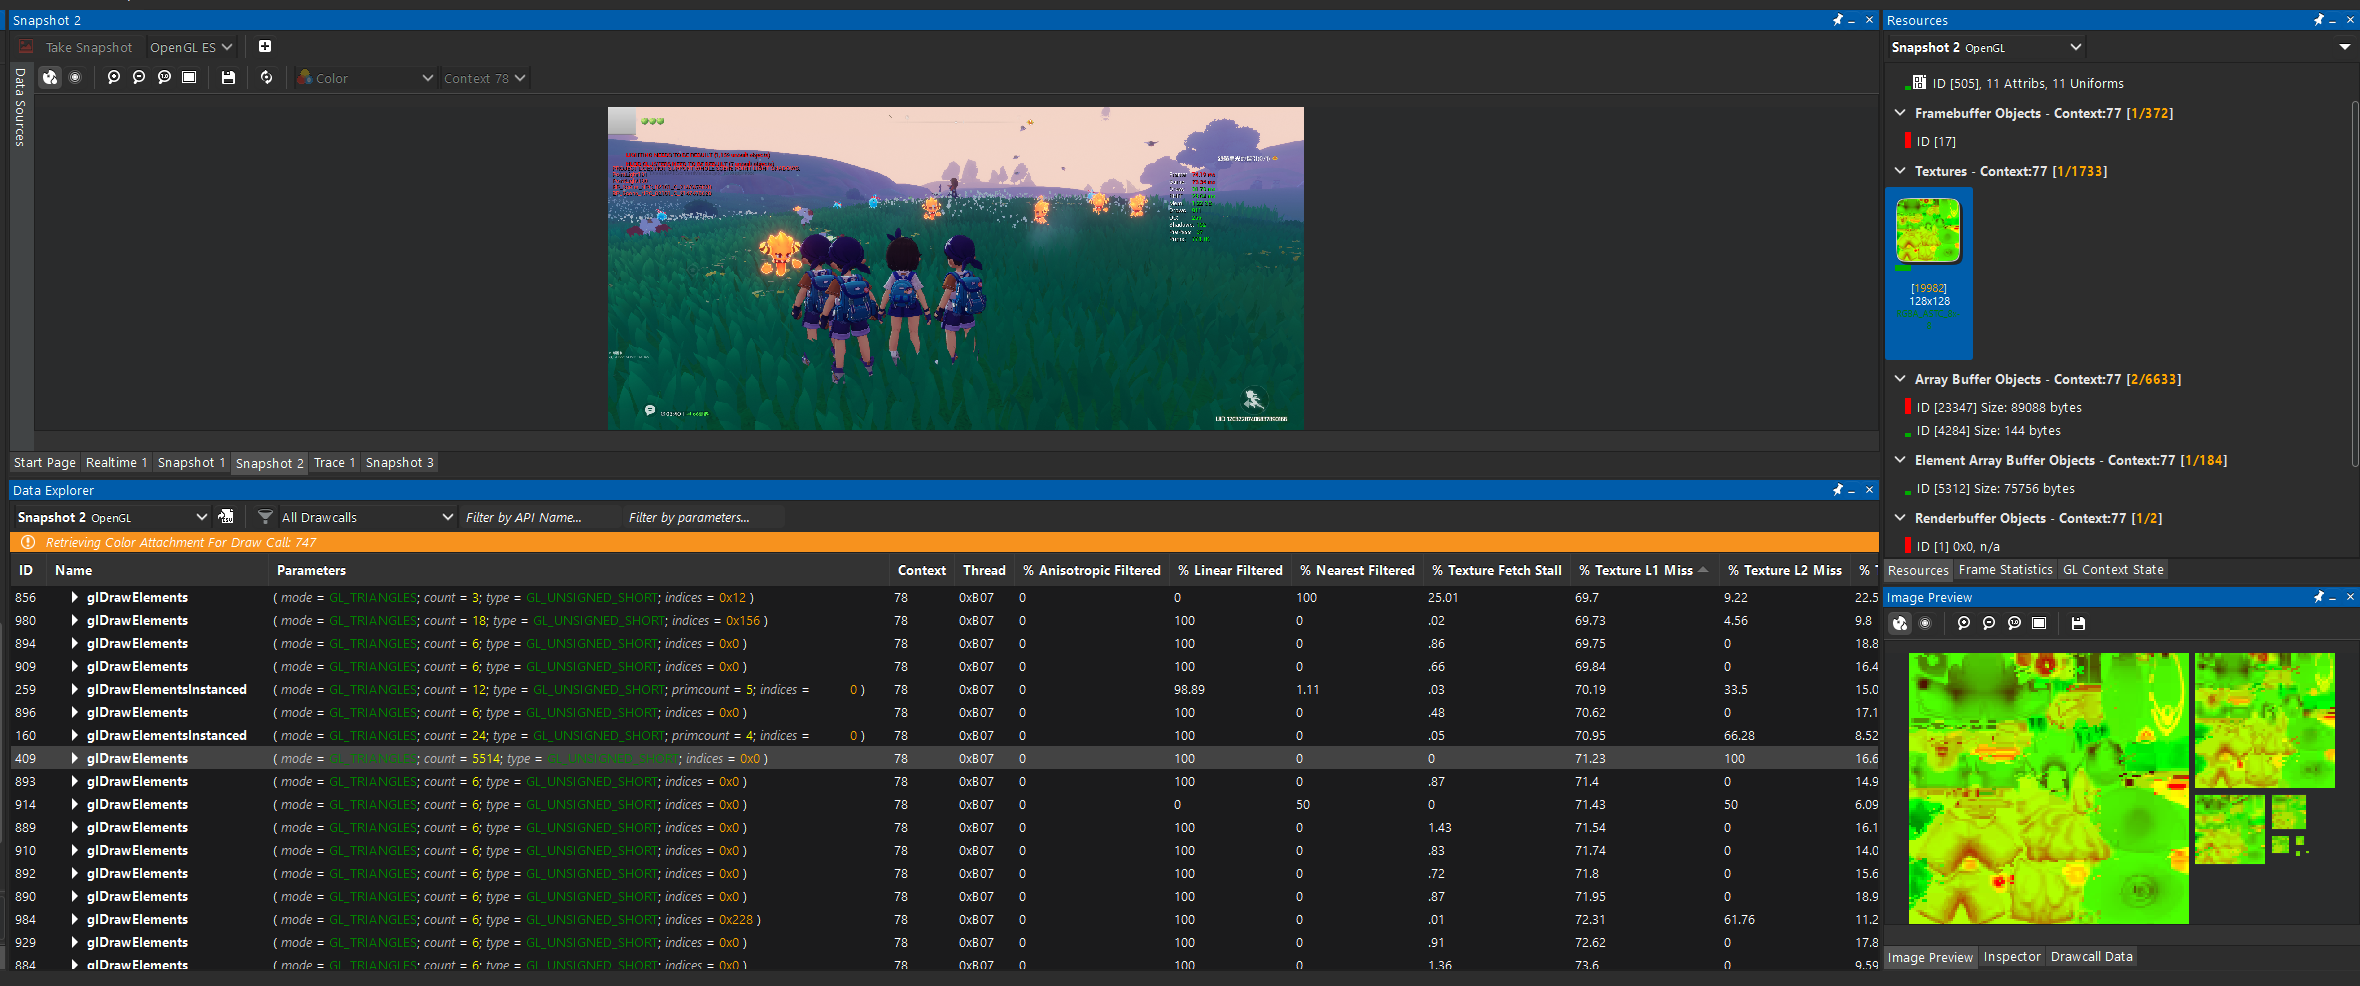 Snapshot 2
Take Snapshot
OpenGL ES
Data Sources
Color
Context 78
Start Page
Realtime 1
Snapshot 1
Snapshot 2
Trace 1
Snapshot 3
Data Explorer
Snapshot 2 OpenGL
All Drawcalls
Filter by API Name...
Filter by parameters...
Retrieving Color Attachment For Draw Call: 747
ID Name Parameters Context Thread % Anisotropic Filtered % Linear Filtered % Nearest Filtered % Texture Fetch Stall % Texture L1 Miss % Texture L2 Miss
856 glDrawElements ( mode = GL_TRIANGLES; count = 3; type = GL_UNSIGNED_SHORT; indices = 0x12 ) 78 0xB07 0 0 100 25.01 69.7 9.22 22.5
980 glDrawElements ( mode = GL_TRIANGLES; count = 18; type = GL_UNSIGNED_SHORT; indices = 0x156 ) 78 0xB07 0 100 0 .02 69.73 4.56 9.8
894 glDrawElements ( mode = GL_TRIANGLES; count = 6; type = GL_UNSIGNED_SHORT; indices = 0x0 ) 78 0xB07 0 100 0 .86 69.75 0 18.8
909 glDrawElements ( mode = GL_TRIANGLES; count = 6; type = GL_UNSIGNED_SHORT; indices = 0x0 ) 78 0xB07 0 100 0 .66 69.84 0 16.4
259 glDrawElementsInstanced ( mode = GL_TRIANGLES; count = 12; type = GL_UNSIGNED_SHORT; primcount = 5; indices = 0 ) 78 0xB07 0 98.89 1.11 .03 70.19 33.5 15.0
896 glDrawElements ( mode = GL_TRIANGLES; count = 6; type = GL_UNSIGNED_SHORT; indices = 0x0 ) 78 0xB07 0 100 0 .48 70.62 0 17.1
160 glDrawElementsInstanced ( mode = GL_TRIANGLES; count = 24; type = GL_UNSIGNED_SHORT; primcount = 4; indices = 0 ) 78 0xB07 0 100 0 .05 70.95 66.28 8.52
409 glDrawElements ( mode = GL_TRIANGLES; count = 5514; type = GL_UNSIGNED_SHORT; indices = 0x0 ) 78 0xB07 0 100 0 0 71.23 100 16.6
893 glDrawElements ( mode = GL_TRIANGLES; count = 6; type = GL_UNSIGNED_SHORT; indices = 0x0 ) 78 0xB07 0 100 0 .87 71.4 0 14.9
914 glDrawElements ( mode = GL_TRIANGLES; count = 6; type = GL_UNSIGNED_SHORT; indices = 0x0 ) 78 0xB07 0 0 50 0 71.43 50 6.09
889 glDrawElements ( mode = GL_TRIANGLES; count = 6; type = GL_UNSIGNED_SHORT; indices = 0x0 ) 78 0xB07 0 100 0 1.43 71.54 0 16.1
910 glDrawElements ( mode = GL_TRIANGLES; count = 6; type = GL_UNSIGNED_SHORT; indices = 0x0 ) 78 0xB07 0 100 0 .83 71.74 0 14.0
892 glDrawElements ( mode = GL_TRIANGLES; count = 6; type = GL_UNSIGNED_SHORT; indices = 0x0 ) 78 0xB07 0 100 0 .72 71.8 0 15.6
890 glDrawElements ( mode = GL_TRIANGLES; count = 6; type = GL_UNSIGNED_SHORT; indices = 0x0 ) 78 0xB07 0 100 0 .87 71.95 0 18.9
984 glDrawElements ( mode = GL_TRIANGLES; count = 6; type = GL_UNSIGNED_SHORT; indices = 0x228 ) 78 0xB07 0 100 0 .01 72.31 61.76 11.2
929 glDrawElements ( mode = GL_TRIANGLES; count = 6; type = GL_UNSIGNED_SHORT; indices = 0x0 ) 78 0xB07 0 100 0 .91 72.62 0 17.8
884 glDrawElements ( mode = GL_TRIANGLES; count = 6; type = GL_UNSIGNED_SHORT; indices = 0x0 ) 78 0xB07 0 100 0 1.36 73.6 0 9.59
Resources
Snapshot 2 OpenGL
ID [505], 11 Attribs, 11 Uniforms
Framebuffer Objects - Context:77 [1/372]
ID [17]
Textures - Context:77 [1/1733]
[19982]
128x128
Array Buffer Objects - Context:77 [2/6633]
ID [23347] Size: 89088 bytes
ID [4284] Size: 144 bytes
Element Array Buffer Objects - Context:77 [1/184]
ID [5312] Size: 75756 bytes
Renderbuffer Objects - Context:77 [1/2]
ID [1] 0x0, n/a
Resources
Frame Statistics
GL Context State
Image Preview
Image Preview
Inspector
Drawcall Data